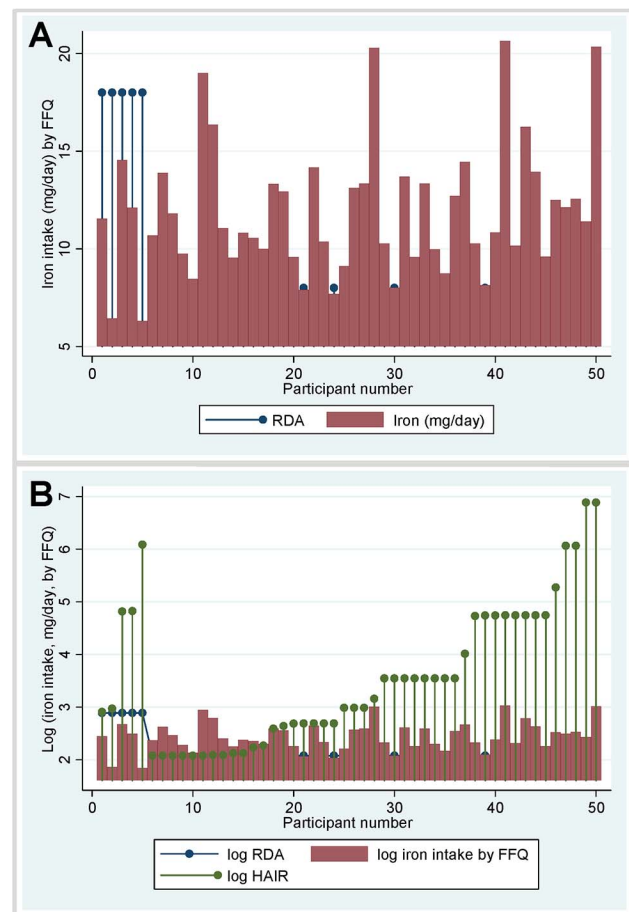 A
Iron intake (mg/day) by FFQ
20
15
10
5
0 10 20 30 40 50
Participant number
RDA Iron (mg/day)
B
Log (iron intake, mg/day, by FFQ)
7
6
5
4
3
2
0 10 20 30 40 50
Participant number
log RDA log iron intake by FFQ
log HAIR